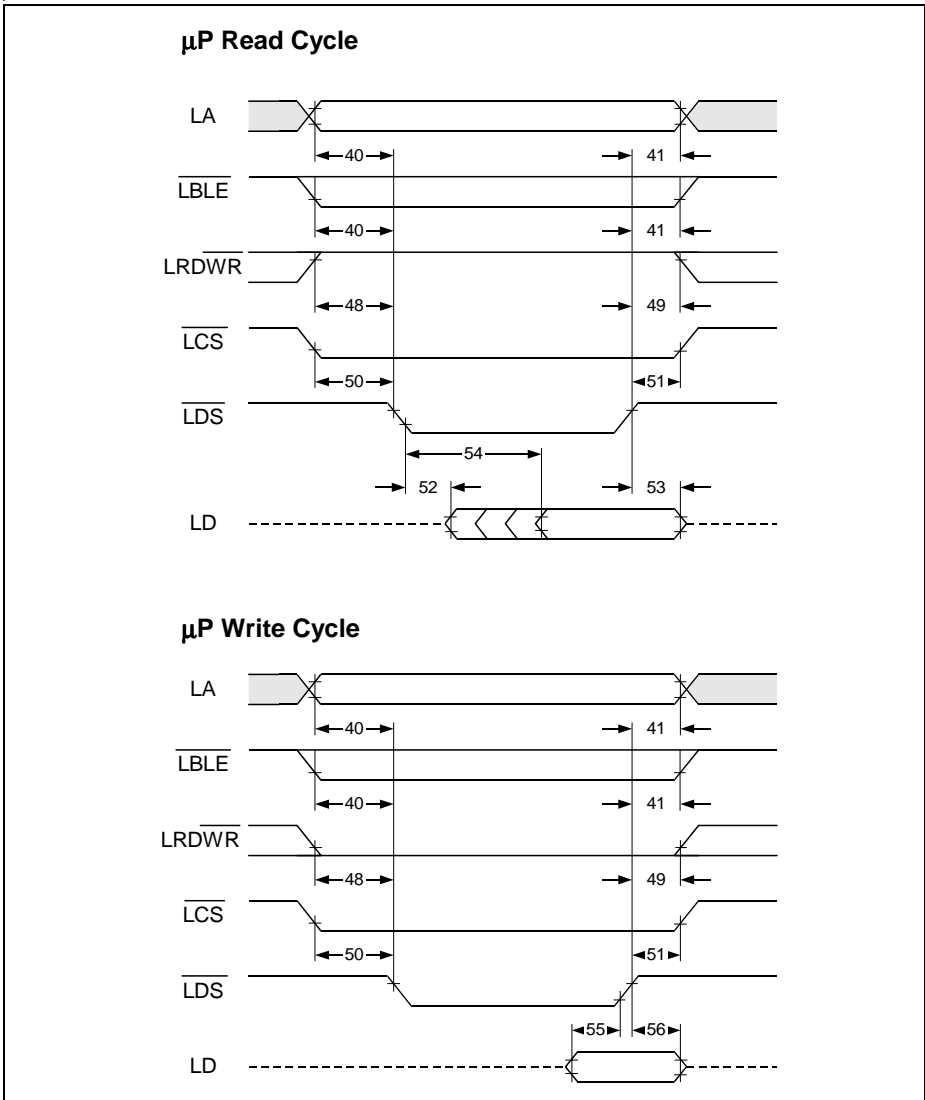 μP Read Cycle
LA
40
41
LBLE
40
41
LRDWR
48
49
LCS
50
51
LDS
54
52
53
LD
μP Write Cycle
LA
40
41
LBLE
40
41
LRDWR
48
49
LCS
50
51
LDS
55
56
LD